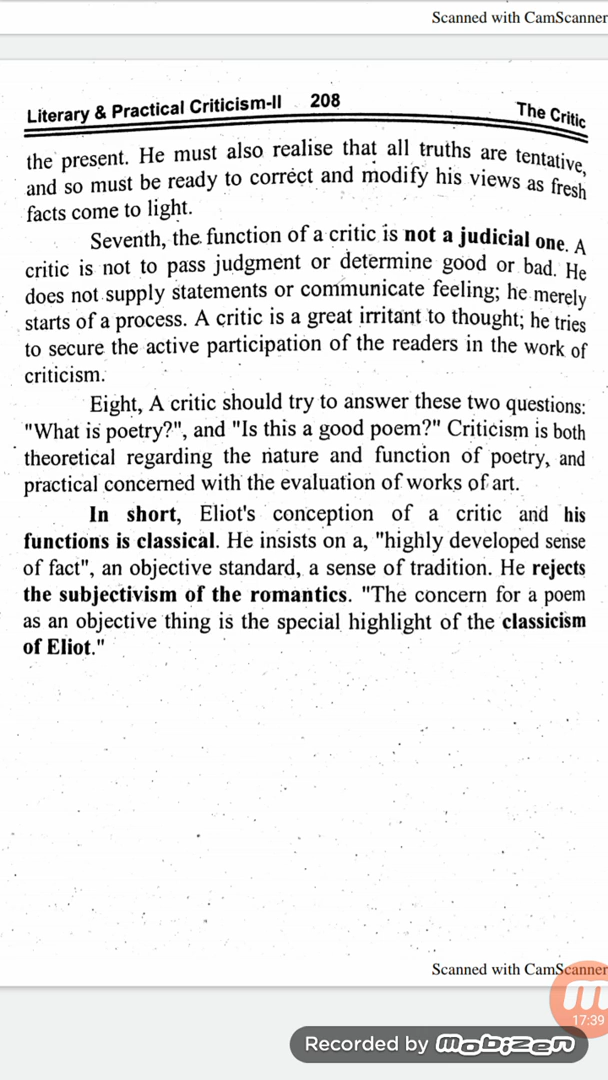 Scanned with CamScanner
Literary & Practical Criticism-II 208 The Critic
the present. He must also realise that all truths are tentative,
and so must be ready to correct and modify his views as fresh
facts come to light.
Seventh, the function of a critic is not a judicial one. A
critic is not to pass judgment or determine good or bad. He
does not supply statements or communicate feeling; he merely
starts of a process. A critic is a great irritant to thought; he tries
to secure the active participation of the readers in the work of
criticism.
Eight, A critic should try to answer these two questions:
"What is poetry?", and "Is this a good poem?" Criticism is both
theoretical regarding the nature and function of poetry, and
practical concerned with the evaluation of works of art.
In short, Eliot's conception of a critic and his
functions is classical. He insists on a, "highly developed sense
of fact", an objective standard, a sense of tradition. He rejects
the subjectivism of the romantics. "The concern for a poem
as an objective thing is the special highlight of the classicism
of Eliot."
Scanned with CamScanner
17:39
Recorded by mobizen